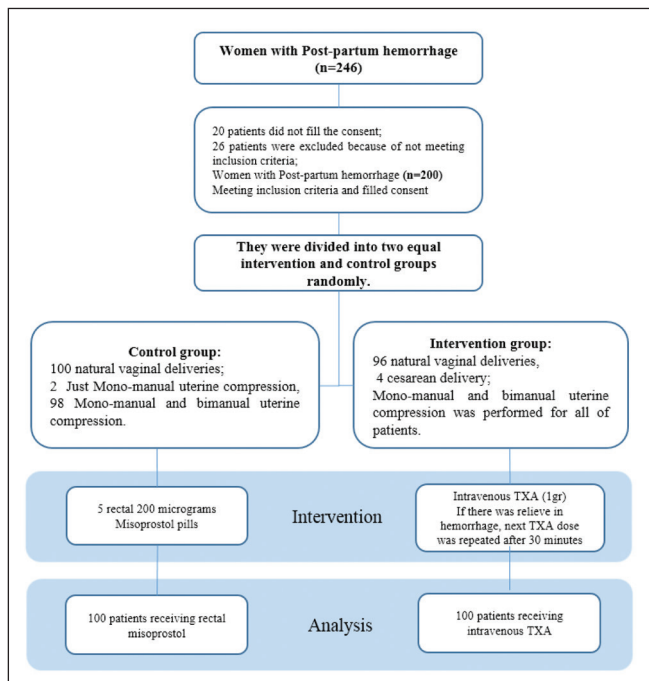 Women with Post-partum hemorrhage
(n=246)
20 patients did not fill the consent;
26 patients were excluded because of not meeting
inclusion criteria;
Women with Post-partum hemorrhage (n=200)
Meeting inclusion criteria and filled consent
They were divided into two equal
intervention and control groups
randomly.
Control group:
100 natural vaginal deliveries;
2 Just Mono-manual uterine compression,
98 Mono-manual and bimanual uterine
compression.
Intervention group:
96 natural vaginal deliveries,
4 cesarean delivery;
Mono-manual and bimanual uterine
compression was performed for all of
patients.
5 rectal 200 micrograms
Misoprostol pills
Intervention
Intravenous TXA (1gr)
If there was relieve in
hemorrhage, next TXA dose
was repeated after 30 minutes
100 patients receiving rectal
misoprostol
Analysis
100 patients receiving
intravenous TXA